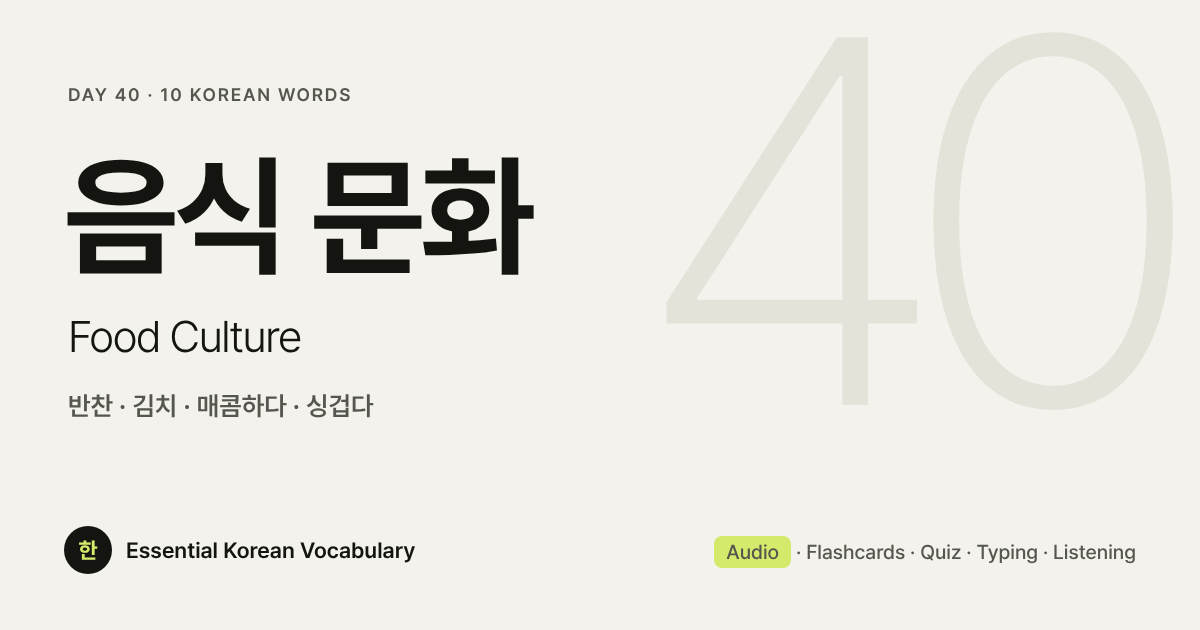 DAY 40 · 10 KOREAN WORDS
40
음식 문화
Food Culture
반찬 · 김치 · 매콤하다 · 싱겁다
한 Essential Korean Vocabulary
Audio · Flashcards · Quiz · Typing · Listening